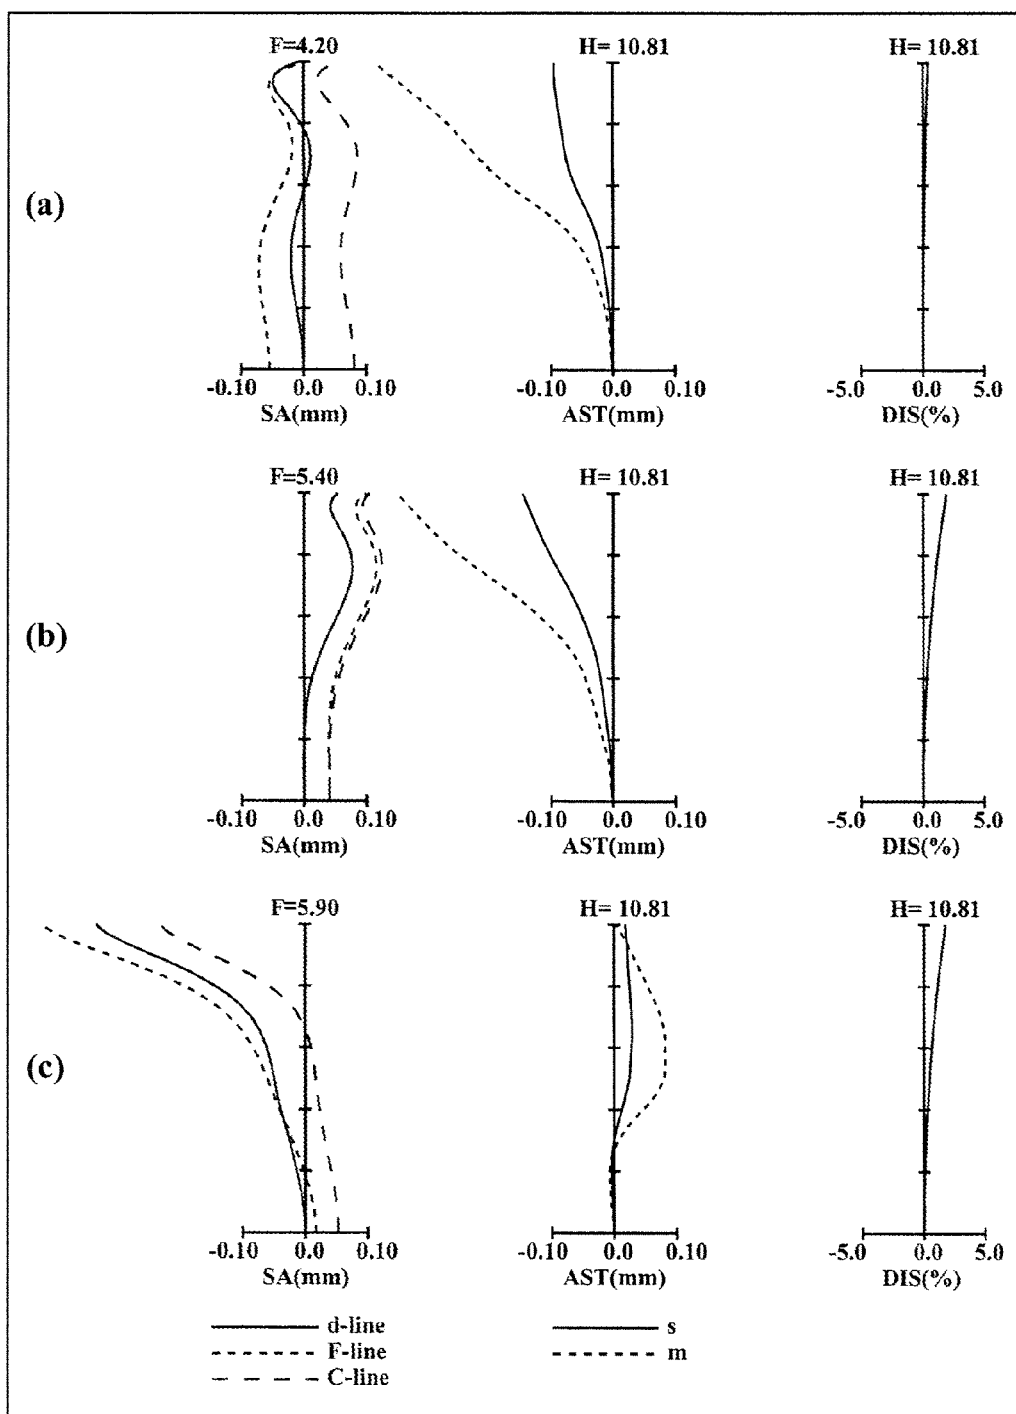 F=4.20 H= 10.81 H= 10.81
(a)
-0.10 0.0 0.10 -0.10 0.0 0.10 -5.0 0.0 5.0
SA(mm) AST(mm) DIS(%)
F=5.40 H= 10.81 H= 10.81
(b)
-0.10 0.0 0.10 -0.10 0.0 0.10 -5.0 0.0 5.0
SA(mm) AST(mm) DIS(%)
F=5.90 H= 10.81 H= 10.81
(c)
-0.10 0.0 0.10 -0.10 0.0 0.10 -5.0 0.0 5.0
SA(mm) AST(mm) DIS(%)
d-line s
F-line m
C-line